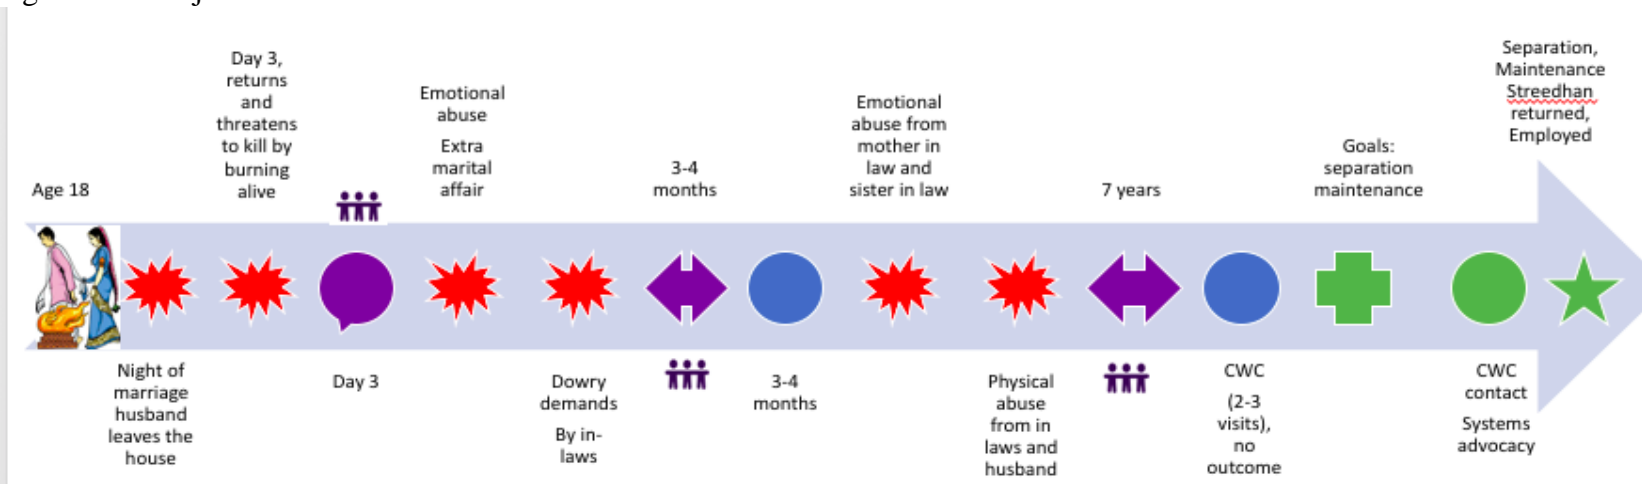 Age 18
Night of
marriage
husband
leaves the
house
Day 3,
returns
and
threatens
to kill by
burning
alive
Day 3
Emotional
abuse
Extra
marital
affair
Dowry
demands
By in-
laws
3-4
months
3-4
months
Emotional
abuse from
mother in
law and
sister in law
Physical
abuse
from in
laws and
husband
7 years
CWC
(2-3
visits),
no
outcome
Goals:
separation
maintenance
CWC
contact
Systems
advocacy
Separation,
Maintenance
Streedhan
returned,
Employed